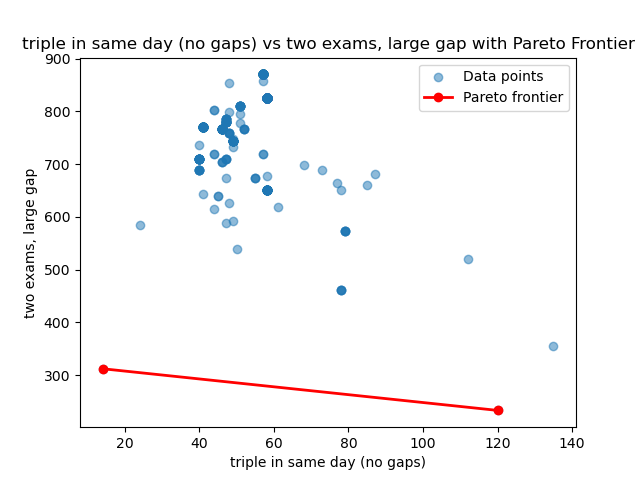 triple in same day (no gaps) vs two exams, large gap with Pareto Frontier
Data points
Pareto frontier
two exams, large gap
900
800
700
600
500
400
300
20 40 60 80 100 120 140
triple in same day (no gaps)